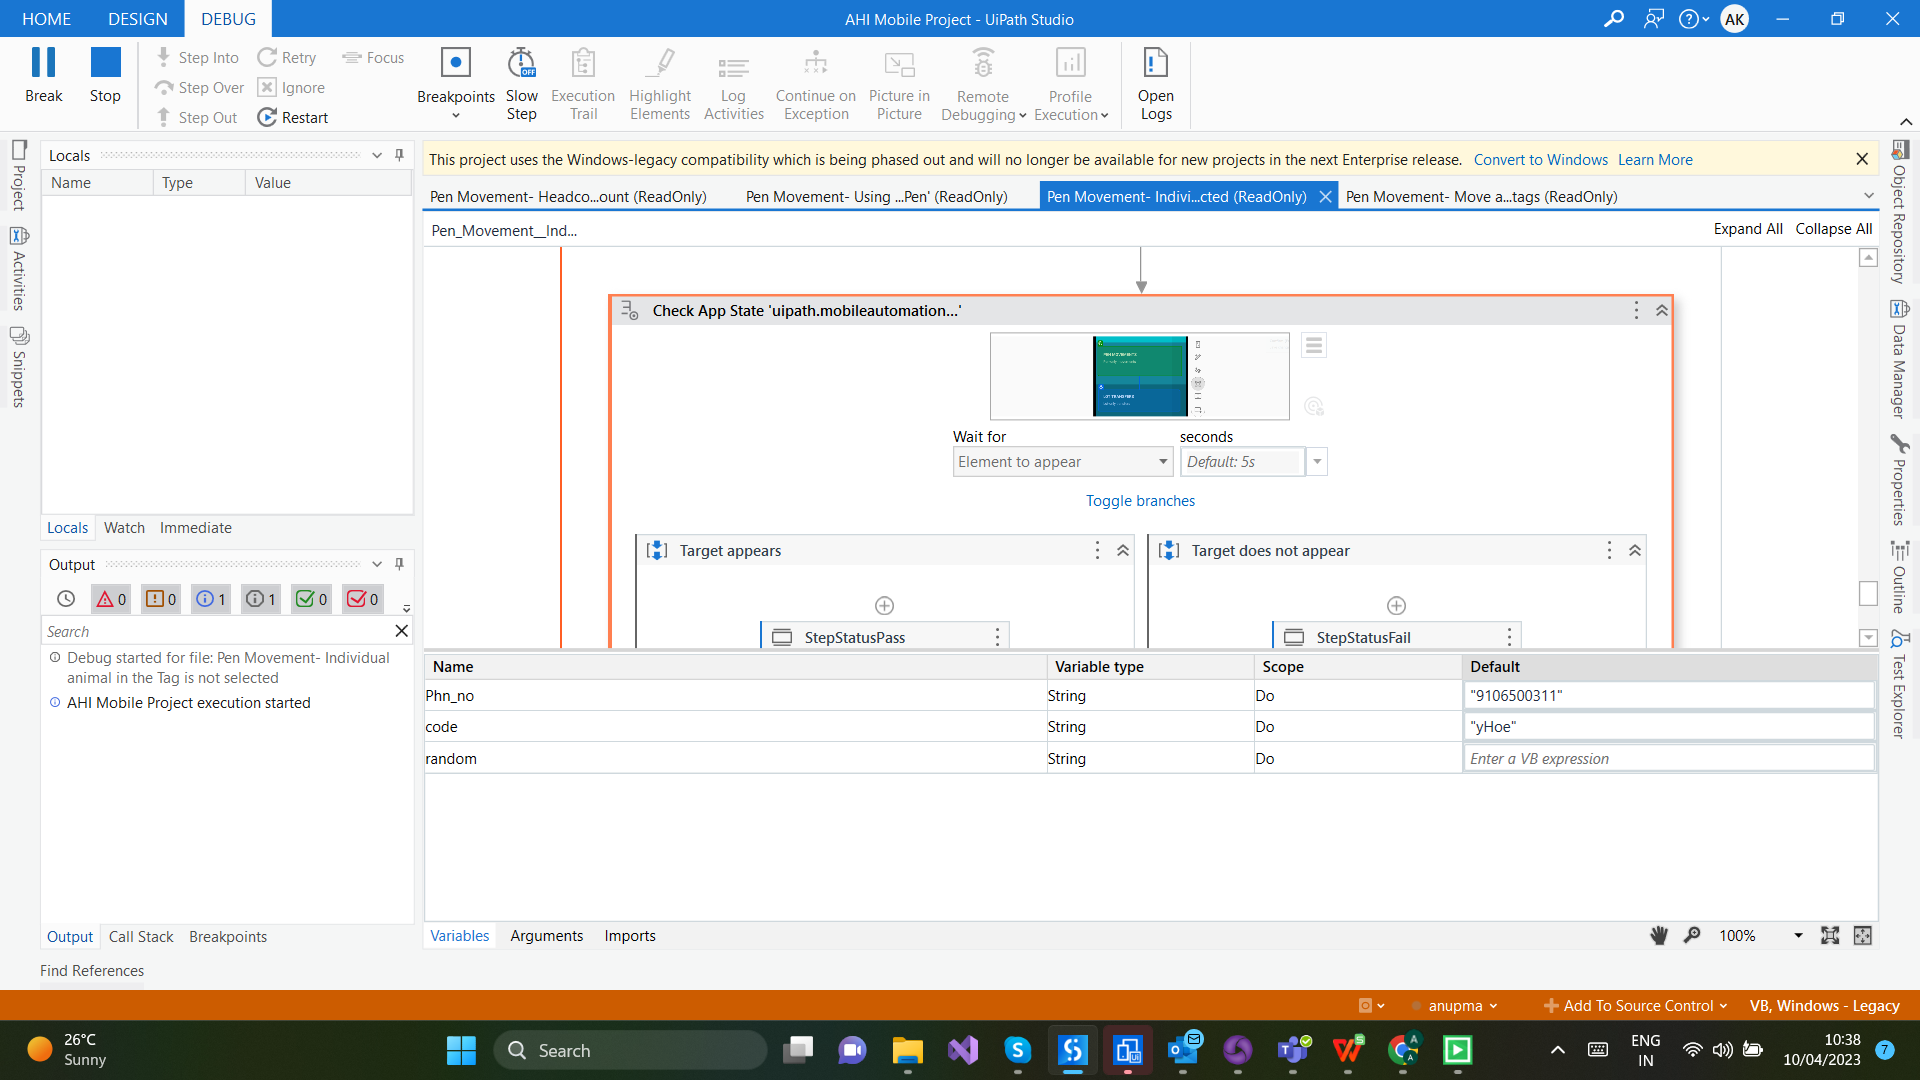 HOME DESIGN DEBUG AHI Mobile Project - UiPath Studio AK
Break Stop
Step Into Retry Focus
Step Over Ignore
Step Out Restart
Breakpoints
Slow Step
Execution Trail
Highlight Elements
Log Activities
Continue on Exception
Picture in Picture
Remote Debugging
Profile Execution
Open Logs
Project
Activities
Snippets
Locals
Name Type Value
Locals Watch Immediate
Output
0 0 1 1 0 0
Search
Debug started for file: Pen Movement- Individual
animal in the Tag is not selected
AHI Mobile Project execution started
Output Call Stack Breakpoints
Find References
This project uses the Windows-legacy compatibility which is being phased out and will no longer be available for new projects in the next Enterprise release. Convert to Windows Learn More
Pen Movement- Headco...ount (ReadOnly) Pen Movement- Using ...Pen' (ReadOnly) Pen Movement- Indivi...cted (ReadOnly) Pen Movement- Move a...tags (ReadOnly)
Pen_Movement__Ind... Expand All Collapse All
Check App State 'uipath.mobileautomation...'
PEN MOVEMENTS
LOT TRANSFERS
Wait for seconds
Element to appear Default: 5s
Toggle branches
Target appears Target does not appear
StepStatusPass StepStatusFail
Name Variable type Scope Default
Phn_no String Do "9106500311"
code String Do "yHoe"
random String Do Enter a VB expression
Variables Arguments Imports 100%
Object Repository
Data Manager
Properties
Outline
Test Explorer
anupma Add To Source Control VB, Windows - Legacy
26°C
Sunny
Search
ENG
IN
10:38
10/04/2023
7